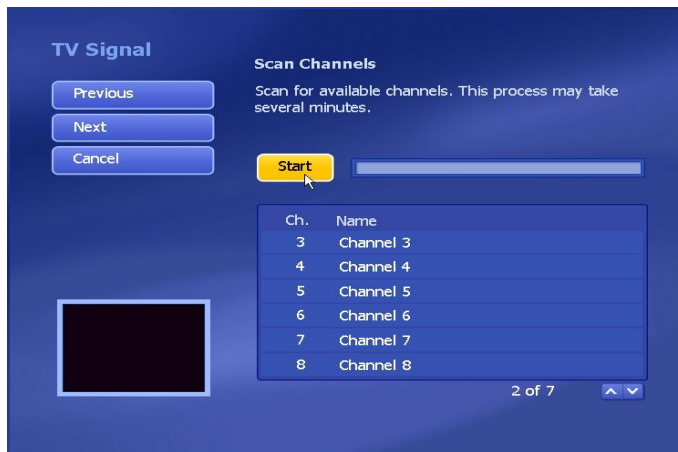 TV Signal
Previous
Next
Cancel
Scan Channels
Scan for available channels. This process may take
several minutes.
Start
Ch. Name
3 Channel 3
4 Channel 4
5 Channel 5
6 Channel 6
7 Channel 7
8 Channel 8
2 of 7